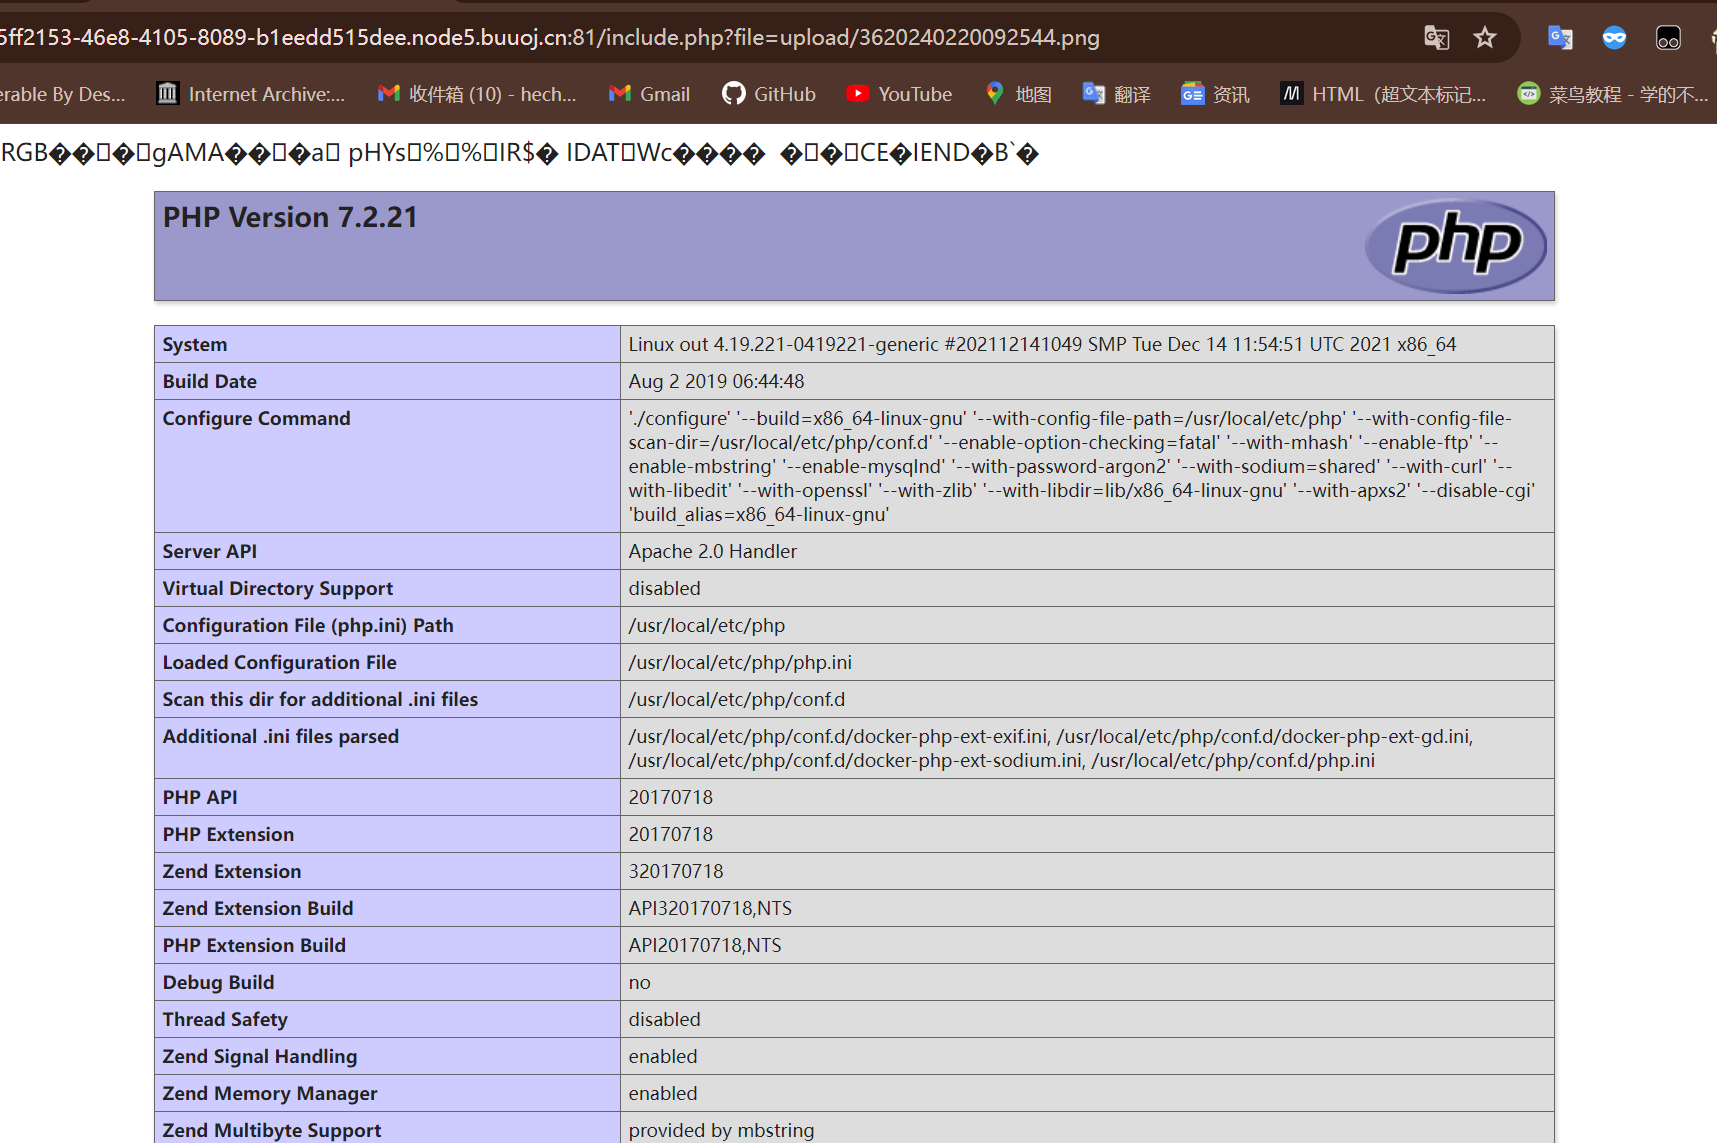 5ff2153-46e8-4105-8089-b1eedd515dee.node5.buuoj.cn:81/include.php?file=upload/3620240220092544.png
erable By Des... Internet Archive:... 收件箱 (10) - hech... Gmail GitHub YouTube 地图 翻译 资讯 HTML（超文本标记... 菜鸟教程 - 学的不...
RGB��□�□gAMA��□�a□ pHYs□%□%□IR$� IDAT□Wc���� �□�□CE�IEND�B`�
PHP Version 7.2.21
php
System Linux out 4.19.221-0419221-generic #202112141049 SMP Tue Dec 14 11:54:51 UTC 2021 x86_64
Build Date Aug 2 2019 06:44:48
Configure Command './configure' '--build=x86_64-linux-gnu' '--with-config-file-path=/usr/local/etc/php' '--with-config-file-
scan-dir=/usr/local/etc/php/conf.d' '--enable-option-checking=fatal' '--with-mhash' '--enable-ftp' '--
enable-mbstring' '--enable-mysqlnd' '--with-password-argon2' '--with-sodium=shared' '--with-curl' '--
with-libedit' '--with-openssl' '--with-zlib' '--with-libdir=lib/x86_64-linux-gnu' '--with-apxs2' '--disable-cgi'
'build_alias=x86_64-linux-gnu'
Server API Apache 2.0 Handler
Virtual Directory Support disabled
Configuration File (php.ini) Path /usr/local/etc/php
Loaded Configuration File /usr/local/etc/php/php.ini
Scan this dir for additional .ini files /usr/local/etc/php/conf.d
Additional .ini files parsed /usr/local/etc/php/conf.d/docker-php-ext-exif.ini, /usr/local/etc/php/conf.d/docker-php-ext-gd.ini,
/usr/local/etc/php/conf.d/docker-php-ext-sodium.ini, /usr/local/etc/php/conf.d/php.ini
PHP API 20170718
PHP Extension 20170718
Zend Extension 320170718
Zend Extension Build API320170718,NTS
PHP Extension Build API20170718,NTS
Debug Build no
Thread Safety disabled
Zend Signal Handling enabled
Zend Memory Manager enabled
Zend Multibyte Support provided by mbstring